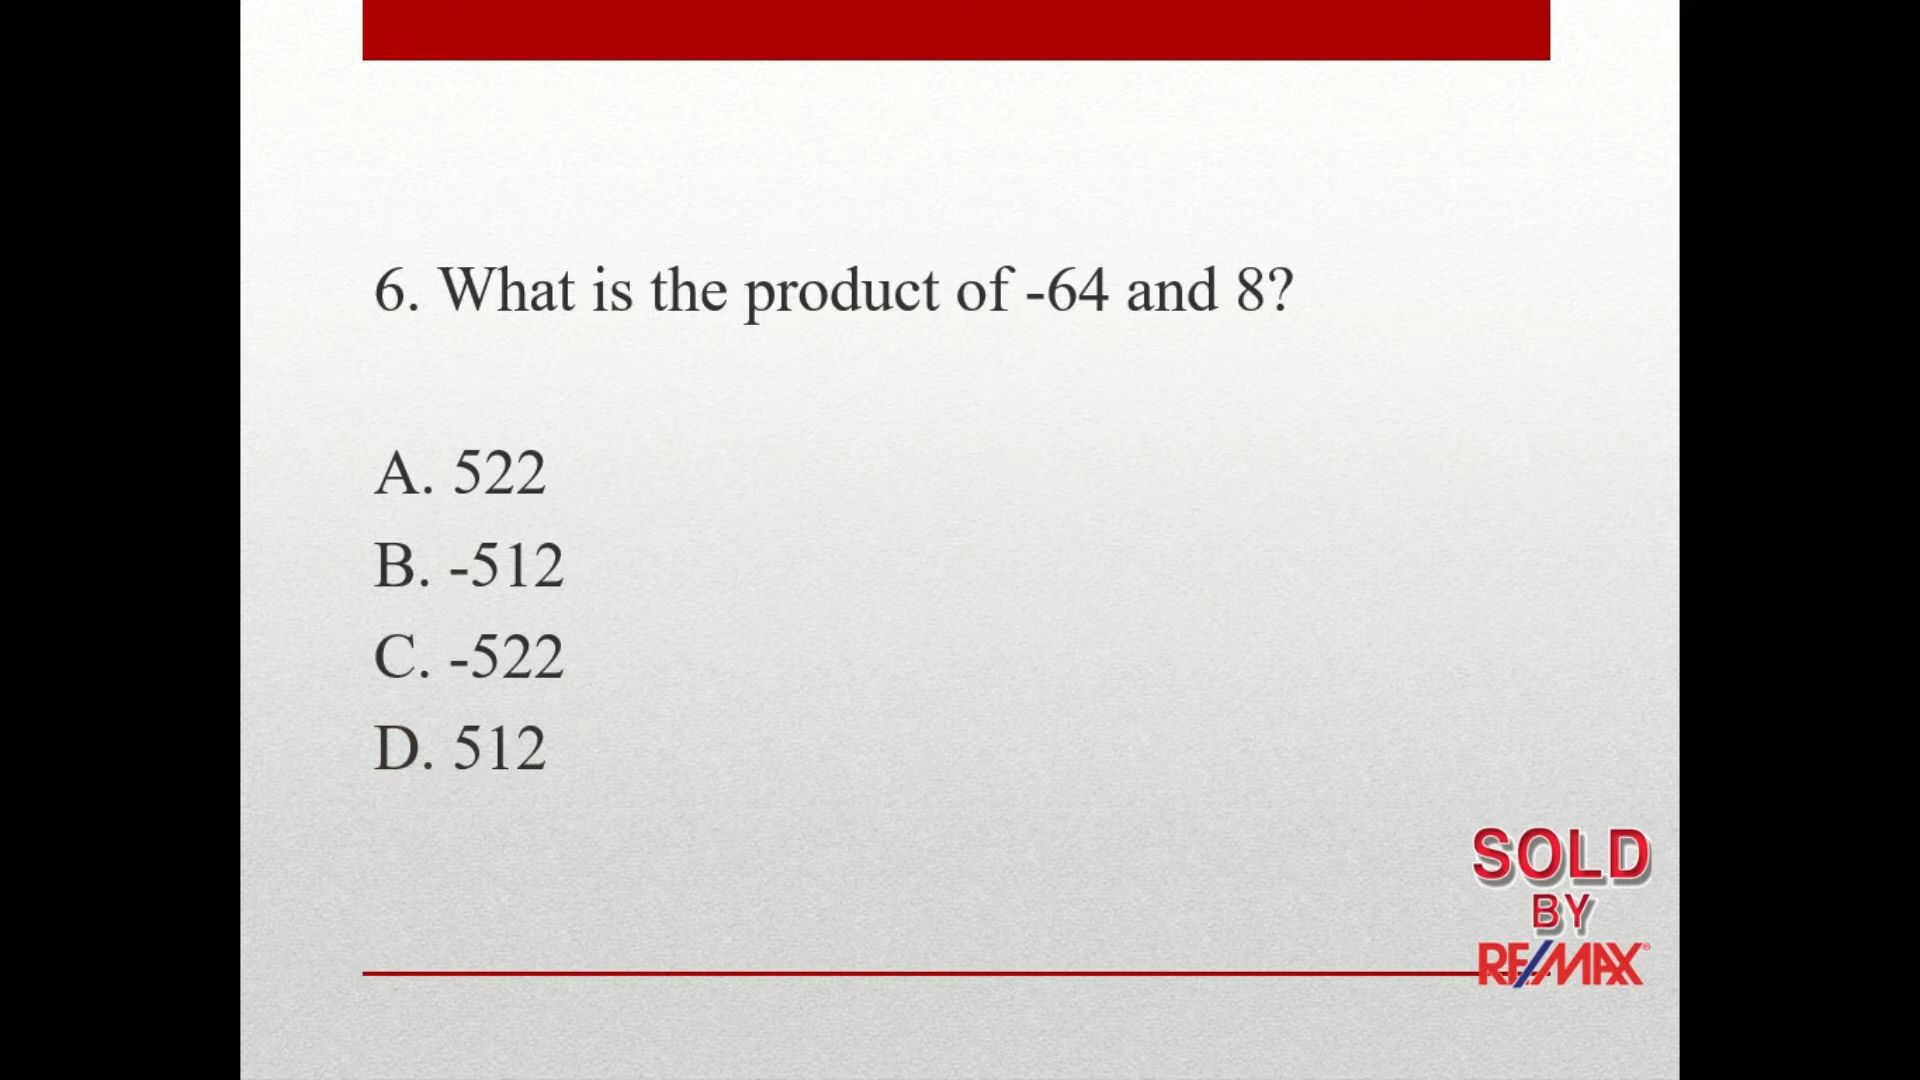 6. What is the product of -64 and 8?
A. 522
B. -512
C. -522
D. 512
SOLD
BY
RE/MAX®